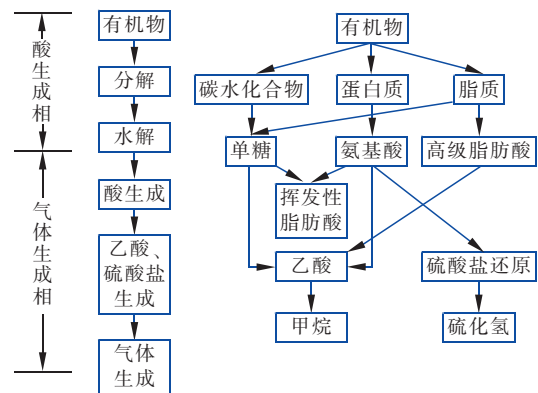 酸生成相
气体生成相
有机物
分解
水解
酸生成
乙酸、
硫酸盐
生成
气体
生成
有机物
碳水化合物
蛋白质
脂质
单糖
氨基酸
高级脂肪酸
挥发性
脂肪酸
乙酸
硫酸盐还原
甲烷
硫化氢